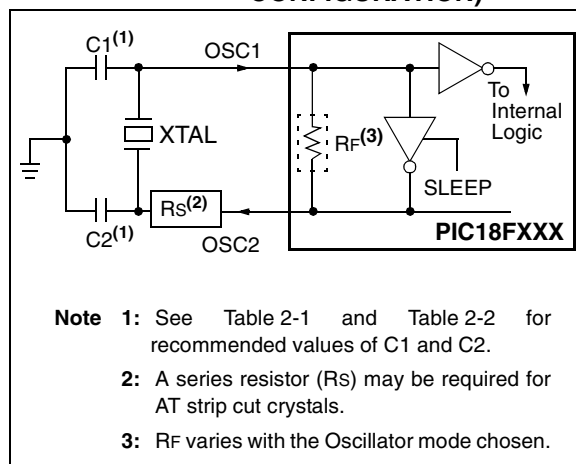 C1(1)
OSC1
To
Internal
Logic
XTAL
RF(3)
SLEEP
RS(2)
C2(1)
OSC2
PIC18FXXX
Note 1: See Table 2-1 and Table 2-2 for
recommended values of C1 and C2.
2: A series resistor (RS) may be required for
AT strip cut crystals.
3: RF varies with the Oscillator mode chosen.